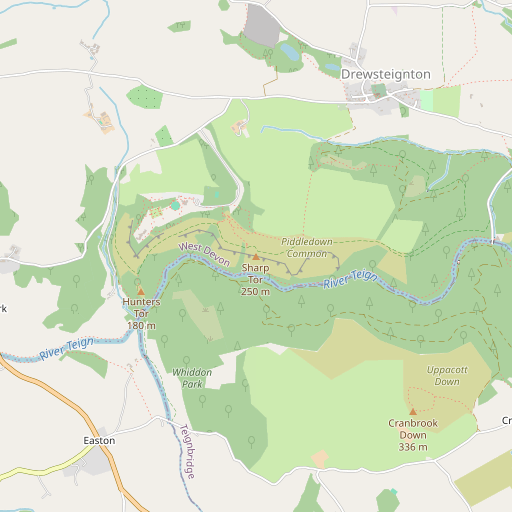 Drewsteignton
Piddledown
Common
West Devon
Sharp
Tor
250 m
River Teign
Hunters
Tor
180 m
rk
River Teign
Whiddon
Park
Uppacott
Down
Cranbrook
Down
336 m
Cr
Easton
Teignbridge